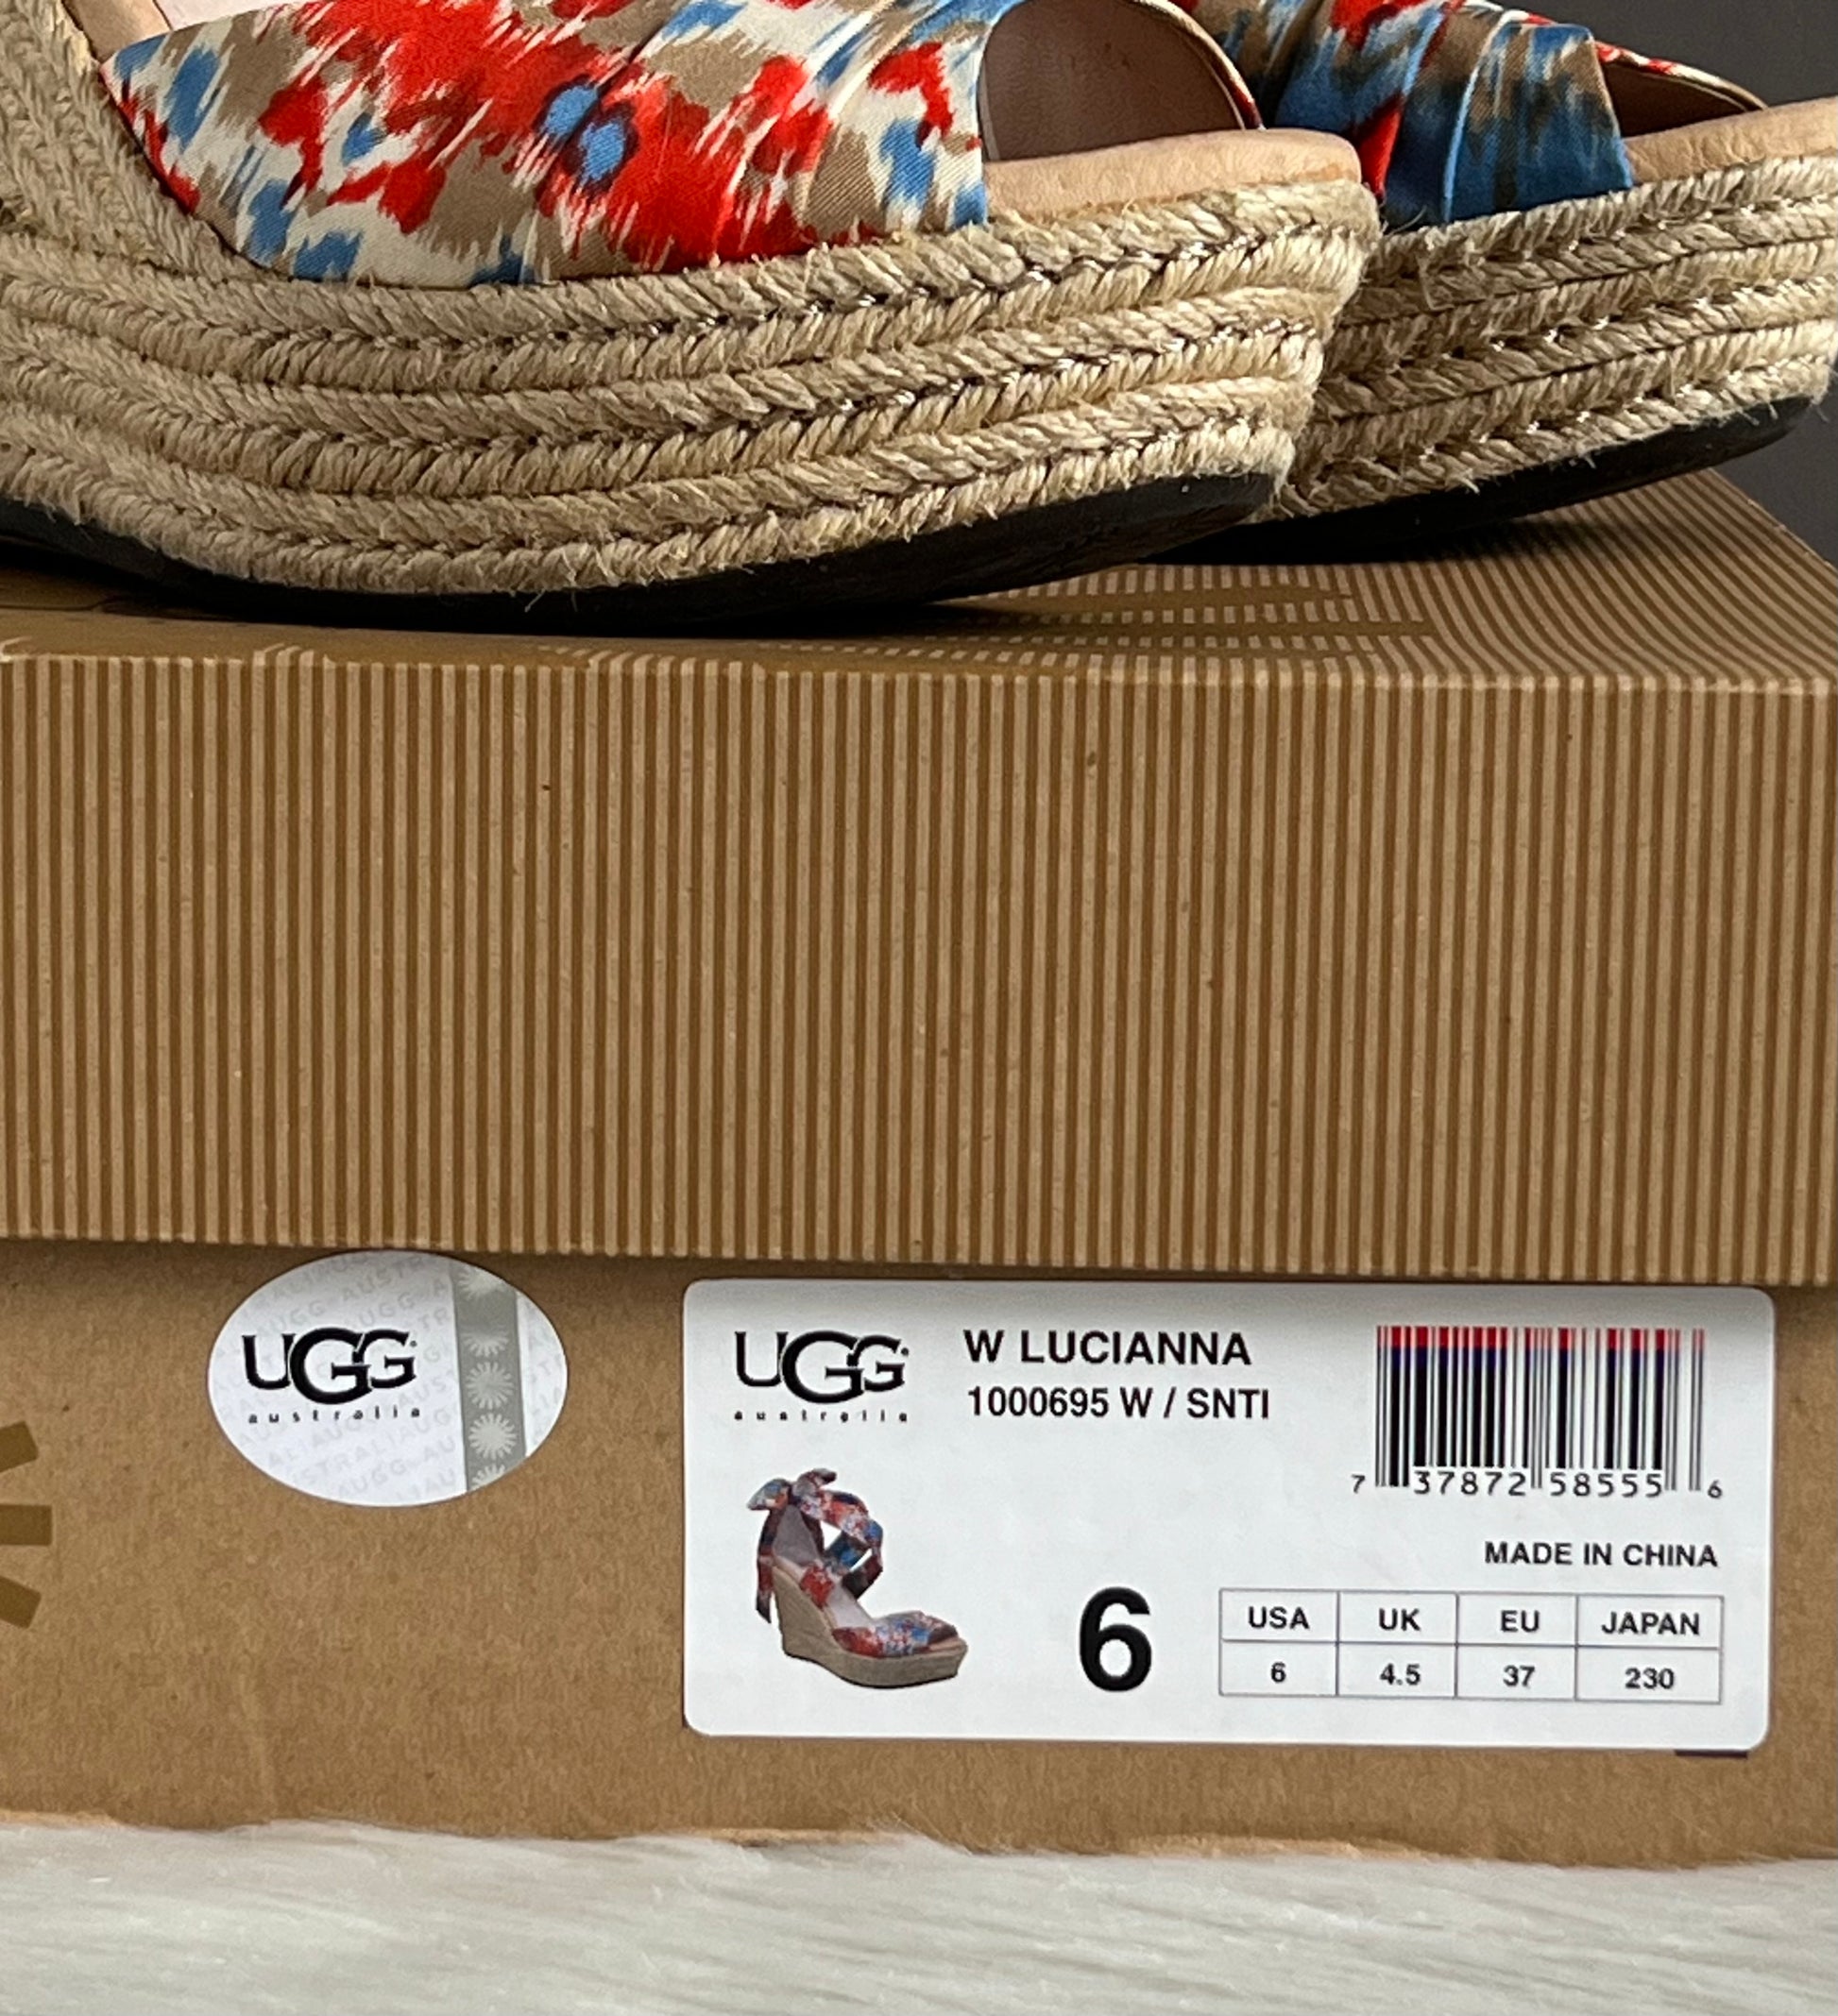 UGG
australia
UGG
australia
W LUCIANNA
1000695 W / SNTI
7 37872 58555 6
MADE IN CHINA
6
USA UK EU JAPAN
6 4.5 37 230